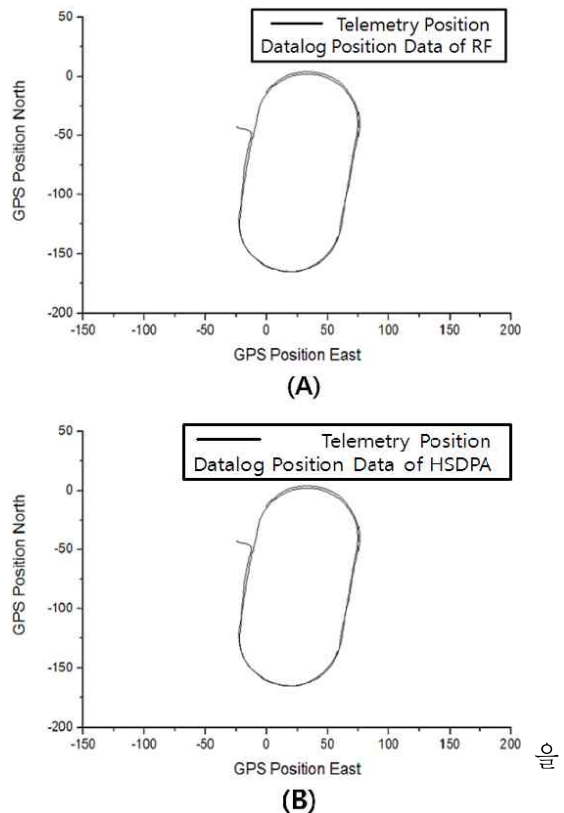 Telemetry Position
Datalog Position Data of RF
50
0
-50
-100
-150
-200
GPS Position North
-150 -100 -50 0 50 100 150 200
GPS Position East
(A)
Telemetry Position
Datalog Position Data of HSDPA
50
0
-50
-100
-150
-200
GPS Position North
-150 -100 -50 0 50 100 150 200
GPS Position East
을
(B)